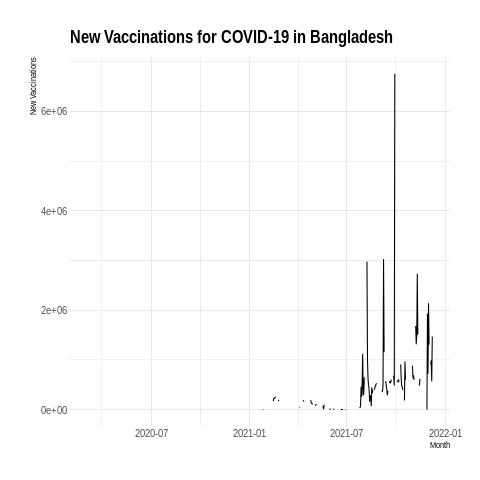 New Vaccinations for COVID-19 in Bangladesh
New Vaccinations
6e+06
4e+06
2e+06
0e+00
2020-07 2021-01 2021-07 2022-01
Month